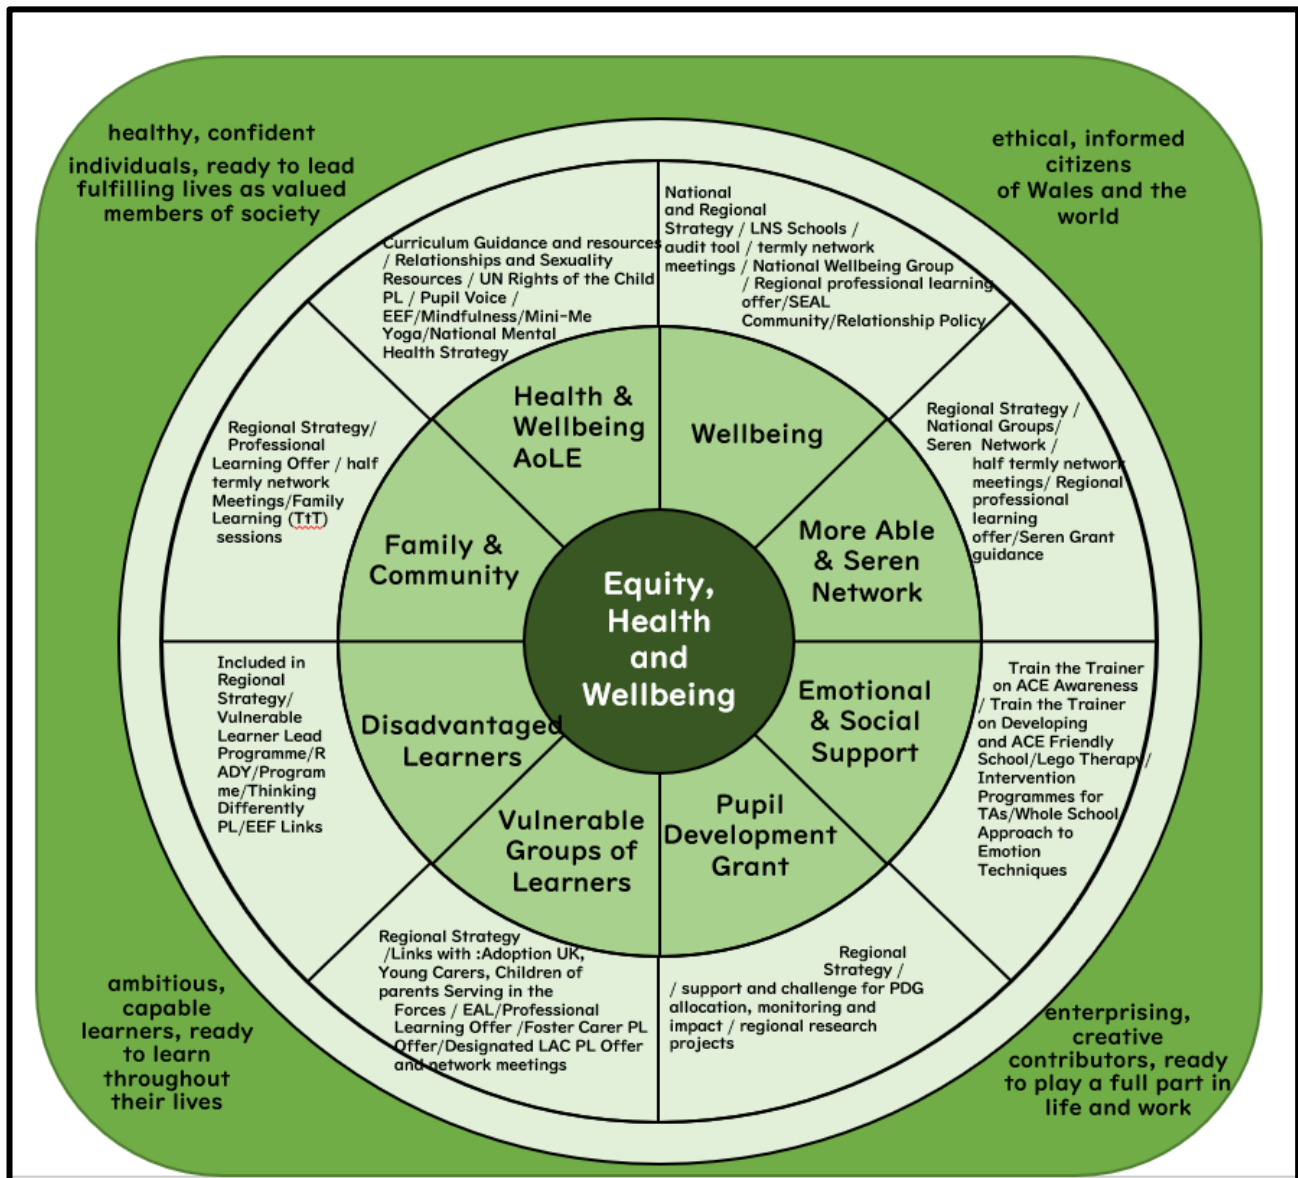 healthy, confident
individuals, ready to lead
fulfilling lives as valued
members of society
ethical, informed
citizens
of Wales and the
world
Curriculum Guidance and resources
/ Relationships and Sexuality
Resources / UN Rights of the Child
PL / Pupil Voice /
EEF/Mindfulness/Mini-Me
Yoga/National Mental
Health Strategy
National
and Regional
Strategy / LNS Schools /
audit tool / termly network
meetings / National Wellbeing Group
/ Regional professional learning
offer/SEAL
Community/Relationship Policy
Regional Strategy/
Professional
Learning Offer / half
termly network
Meetings/Family
Learning (TtT)
sessions
Health &
Wellbeing
AoLE
Wellbeing
Regional Strategy /
National Groups/
Seren Network /
half termly network
meetings/ Regional
professional
learning
offer/Seren Grant
guidance
Family &
Community
More Able
& Seren
Network
Equity,
Health
and
Wellbeing
Included in
Regional
Strategy/
Vulnerable
Learner Lead
Programme/R
ADY/Program
me/Thinking
Differently
PL/EEF Links
Disadvantaged
Learners
Emotional
& Social
Support
Train the Trainer
on ACE Awareness
/ Train the Trainer
on Developing
and ACE Friendly
School/Lego Therapy/
Intervention
Programmes for
TAs/Whole School
Approach to
Emotion
Techniques
Vulnerable
Groups of
Learners
Pupil
Development
Grant
Regional Strategy
/Links with :Adoption UK,
Young Carers, Children of
parents Serving in the
Forces / EAL/Professional
Learning Offer /Foster Carer PL
Offer/Designated LAC PL Offer
and network meetings
Regional
Strategy /
/ support and challenge for PDG
allocation, monitoring and
impact / regional research
projects
ambitious,
capable
learners, ready
to learn
throughout
their lives
enterprising,
creative
contributors, ready
to play a full part in
life and work